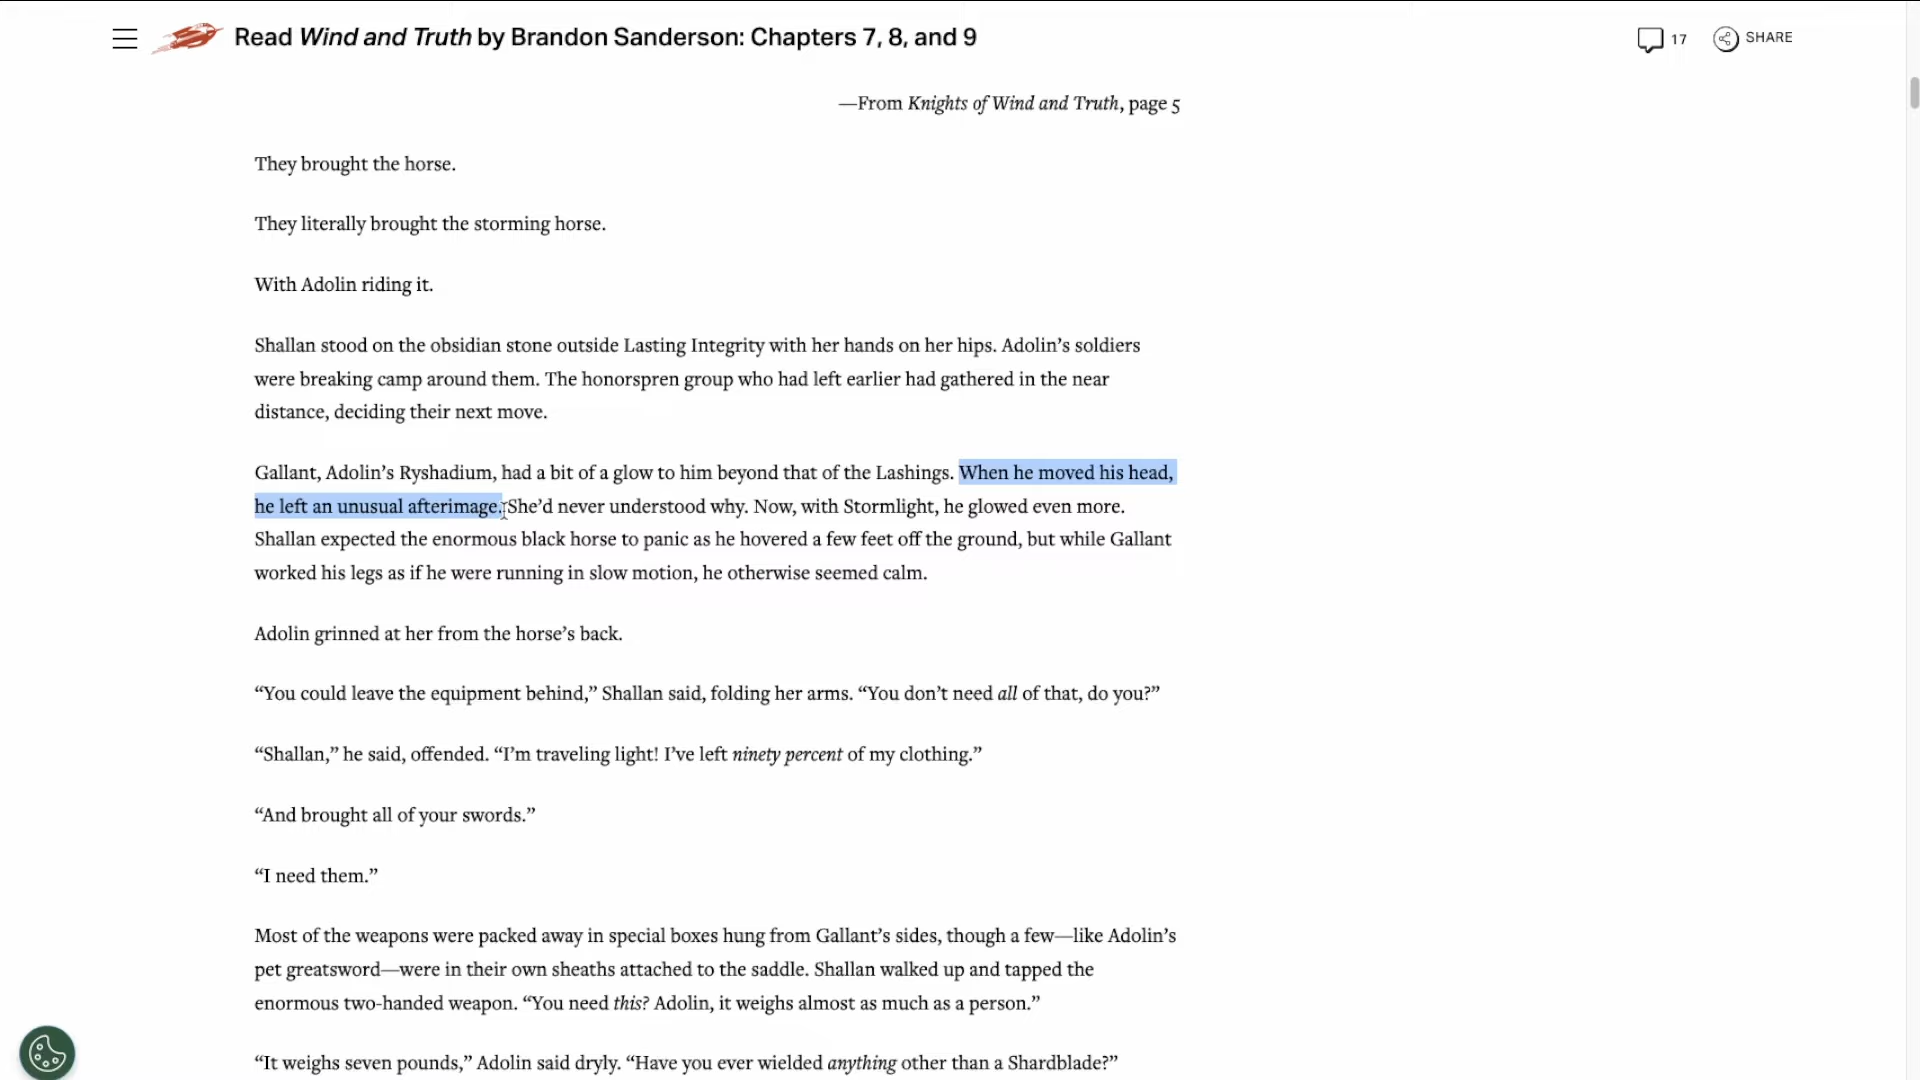 Read Wind and Truth by Brandon Sanderson: Chapters 7, 8, and 9
17
SHARE
—From Knights of Wind and Truth, page 5
They brought the horse.
They literally brought the storming horse.
With Adolin riding it.
Shallan stood on the obsidian stone outside Lasting Integrity with her hands on her hips. Adolin’s soldiers
were breaking camp around them. The honorspren group who had left earlier had gathered in the near
distance, deciding their next move.
Gallant, Adolin’s Ryshadium, had a bit of a glow to him beyond that of the Lashings. When he moved his head,
he left an unusual afterimage. She’d never understood why. Now, with Stormlight, he glowed even more.
Shallan expected the enormous black horse to panic as he hovered a few feet off the ground, but while Gallant
worked his legs as if he were running in slow motion, he otherwise seemed calm.
Adolin grinned at her from the horse’s back.
“You could leave the equipment behind,” Shallan said, folding her arms. “You don’t need all of that, do you?”
“Shallan,” he said, offended. “I’m traveling light! I’ve left ninety percent of my clothing.”
“And brought all of your swords.”
“I need them.”
Most of the weapons were packed away in special boxes hung from Gallant’s sides, though a few—like Adolin’s
pet greatsword—were in their own sheaths attached to the saddle. Shallan walked up and tapped the
enormous two-handed weapon. “You need this? Adolin, it weighs almost as much as a person.”
“It weighs seven pounds,” Adolin said dryly. “Have you ever wielded anything other than a Shardblade?”